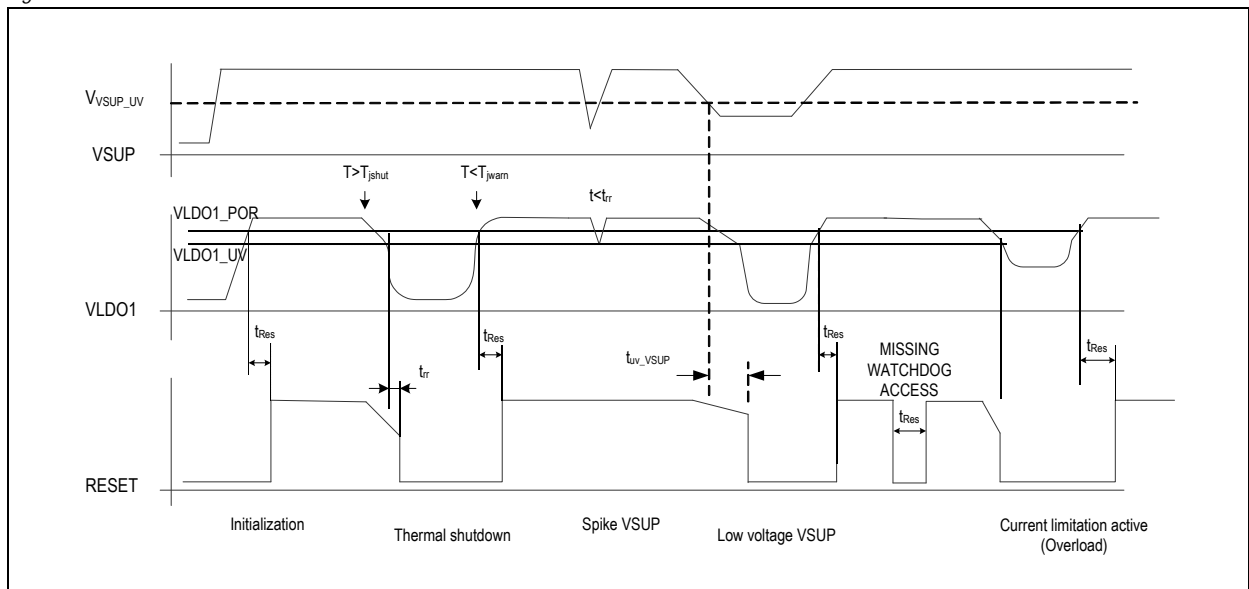 V_VSUP_UV
VSUP
T>T_jshut
T<T_jwarn
t<t_rr
VLDO1_POR
VLDO1_UV
VLDO1
t_Res
t_rr
t_Res
t_uv_VSUP
t_Res
MISSING
WATCHDOG
ACCESS
t_Res
t_Res
RESET
Initialization
Thermal shutdown
Spike VSUP
Low voltage VSUP
Current limitation active
(Overload)